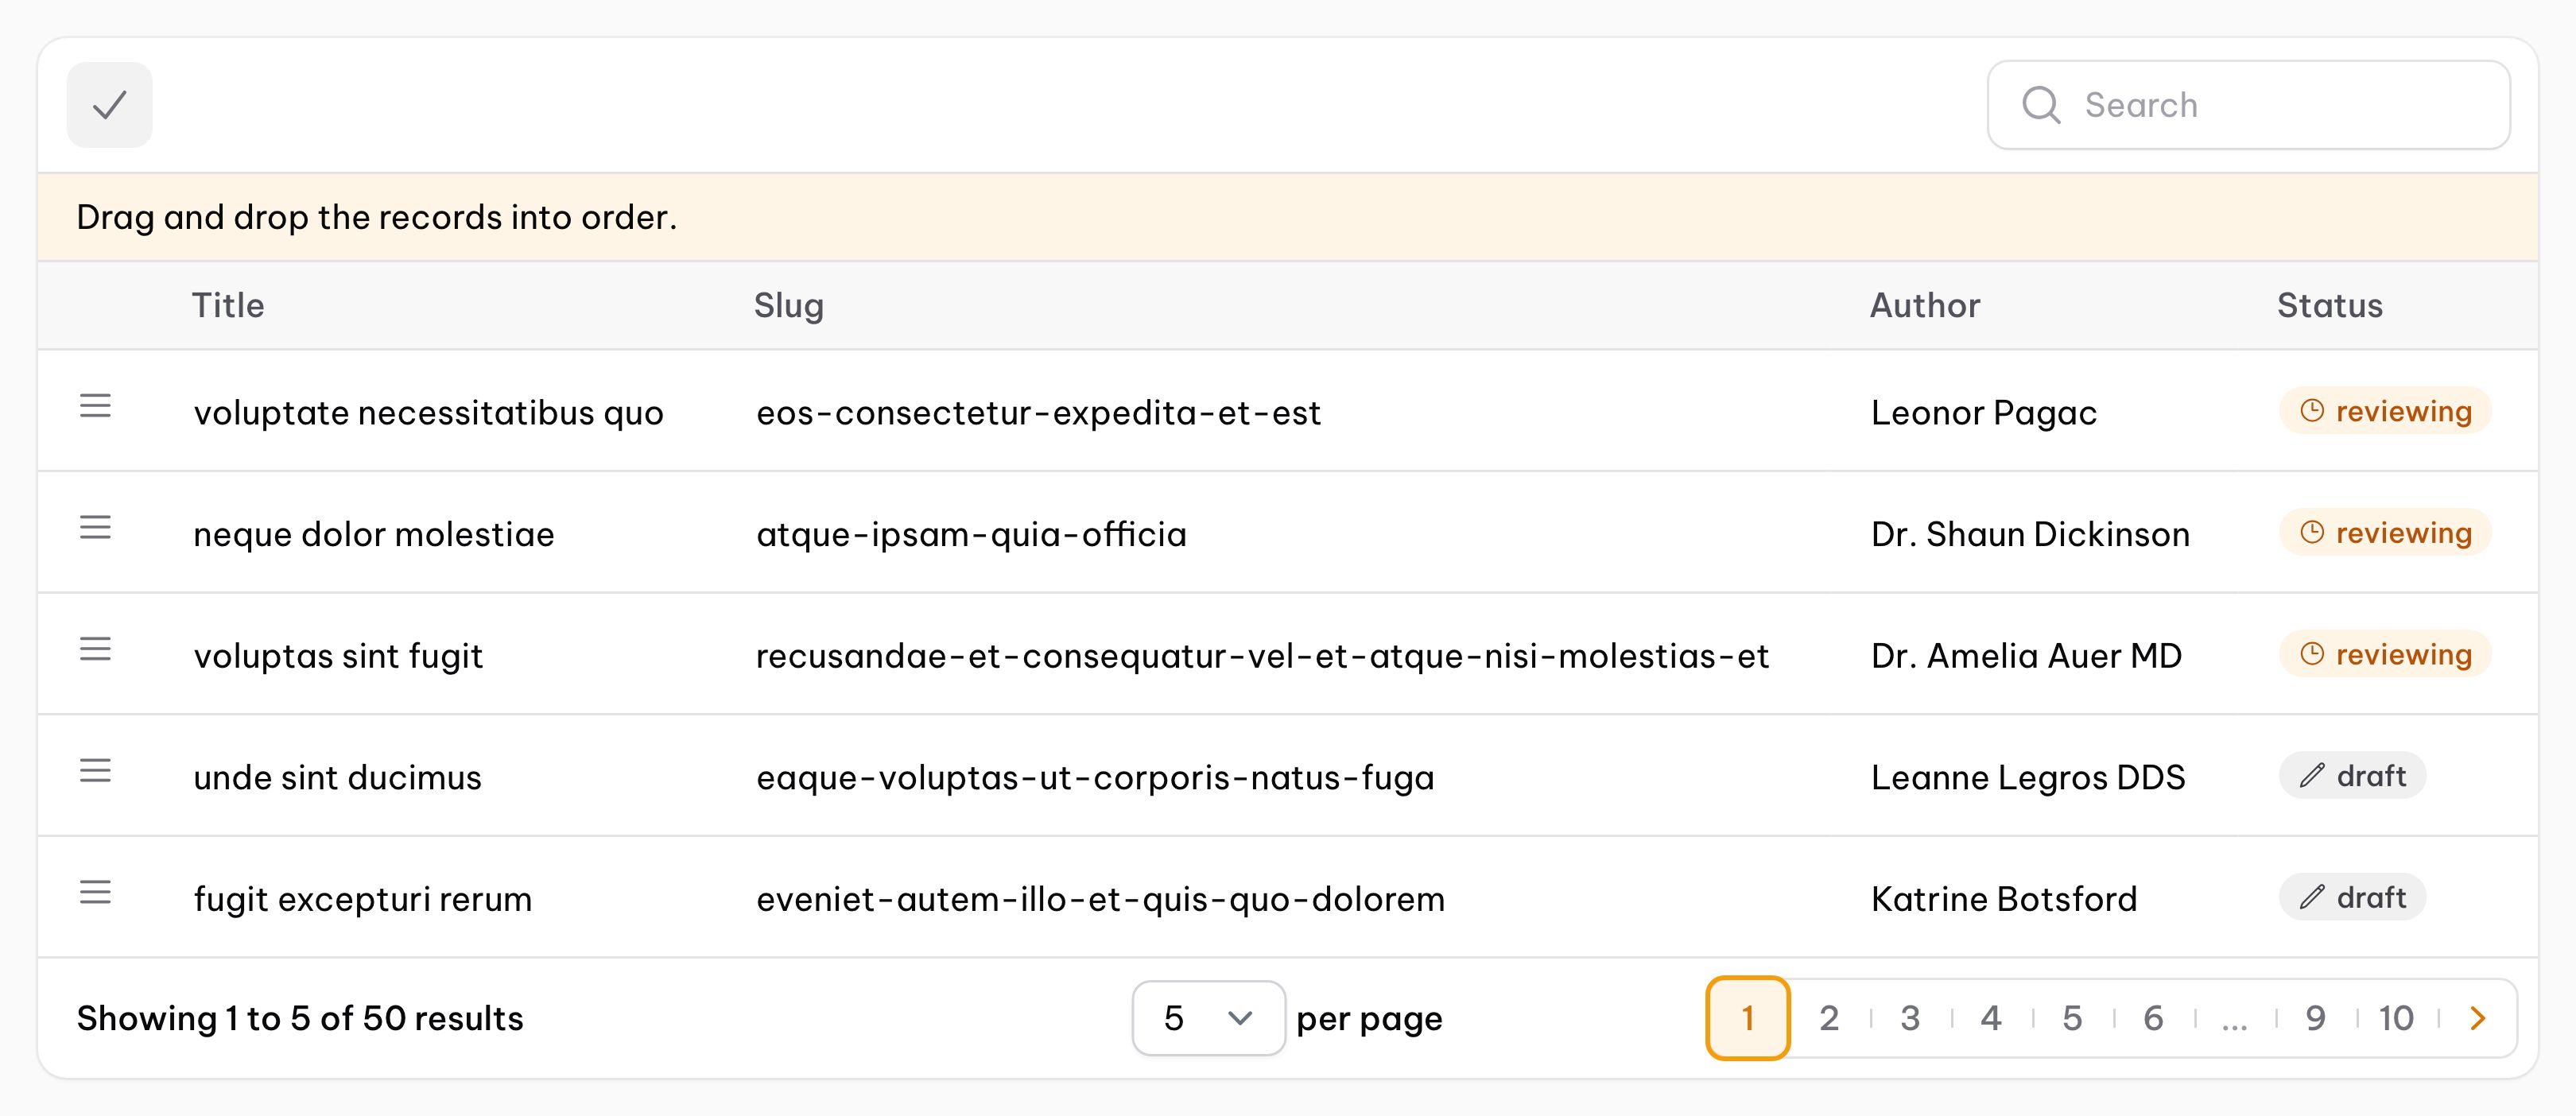 Search
Drag and drop the records into order.
Title Slug Author Status
voluptate necessitatibus quo eos-consectetur-expedita-et-est Leonor Pagac reviewing
neque dolor molestiae atque-ipsam-quia-officia Dr. Shaun Dickinson reviewing
voluptas sint fugit recusandae-et-consequatur-vel-et-atque-nisi-molestias-et Dr. Amelia Auer MD reviewing
unde sint ducimus eaque-voluptas-ut-corporis-natus-fuga Leanne Legros DDS draft
fugit excepturi rerum eveniet-autem-illo-et-quis-quo-dolorem Katrine Botsford draft
Showing 1 to 5 of 50 results 5 per page 1 2 3 4 5 6 ... 9 10